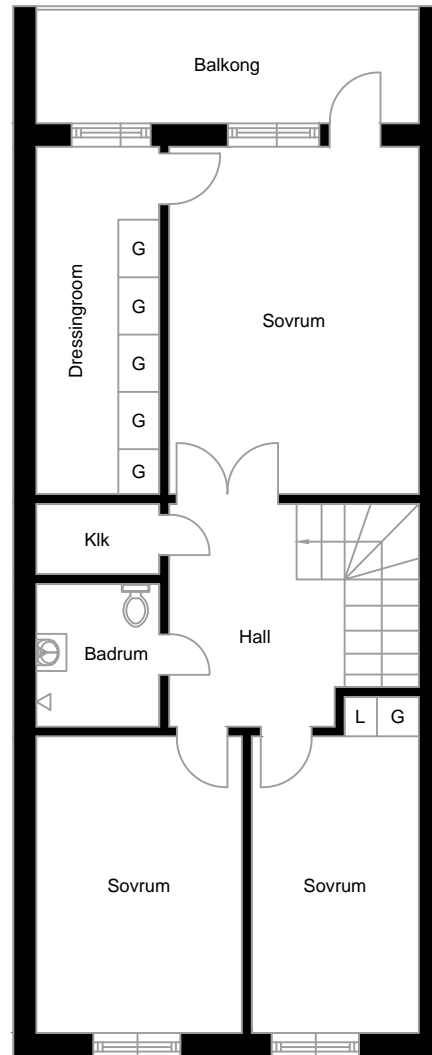 Balkong
Dressingroom
G
G
G
G
G
Sovrum
Klk
Badrum
Hall
L G
Sovrum
Sovrum